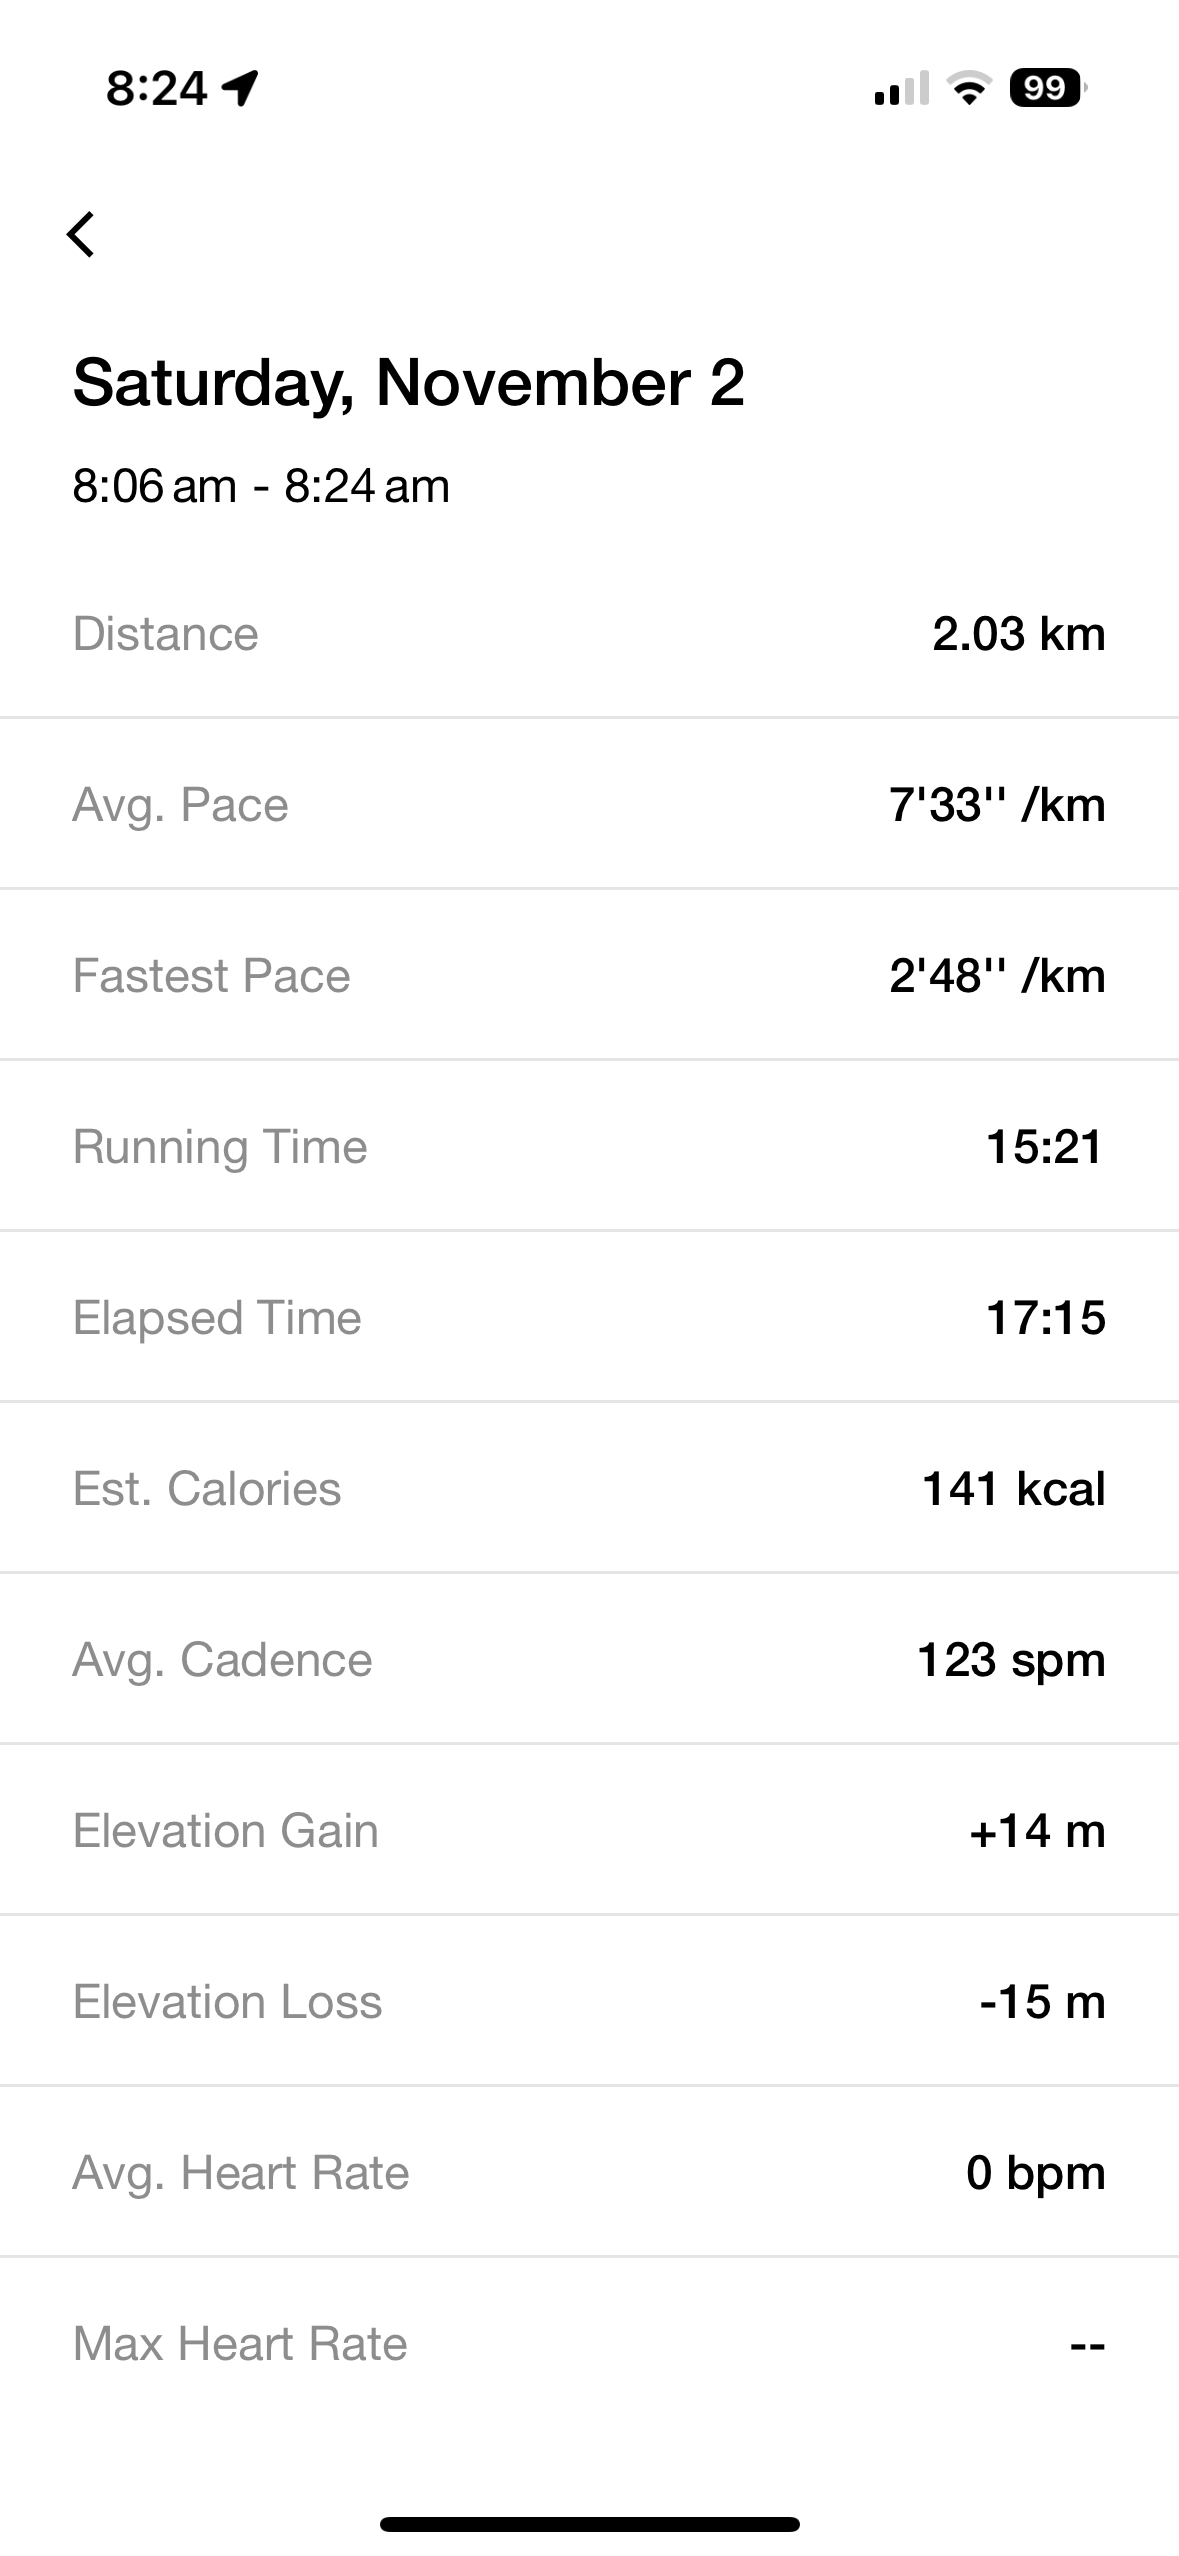 8:24
99
Saturday, November 2
8:06 am - 8:24 am
Distance 2.03 km
Avg. Pace 7'33'' /km
Fastest Pace 2'48'' /km
Running Time 15:21
Elapsed Time 17:15
Est. Calories 141 kcal
Avg. Cadence 123 spm
Elevation Gain +14 m
Elevation Loss -15 m
Avg. Heart Rate 0 bpm
Max Heart Rate --